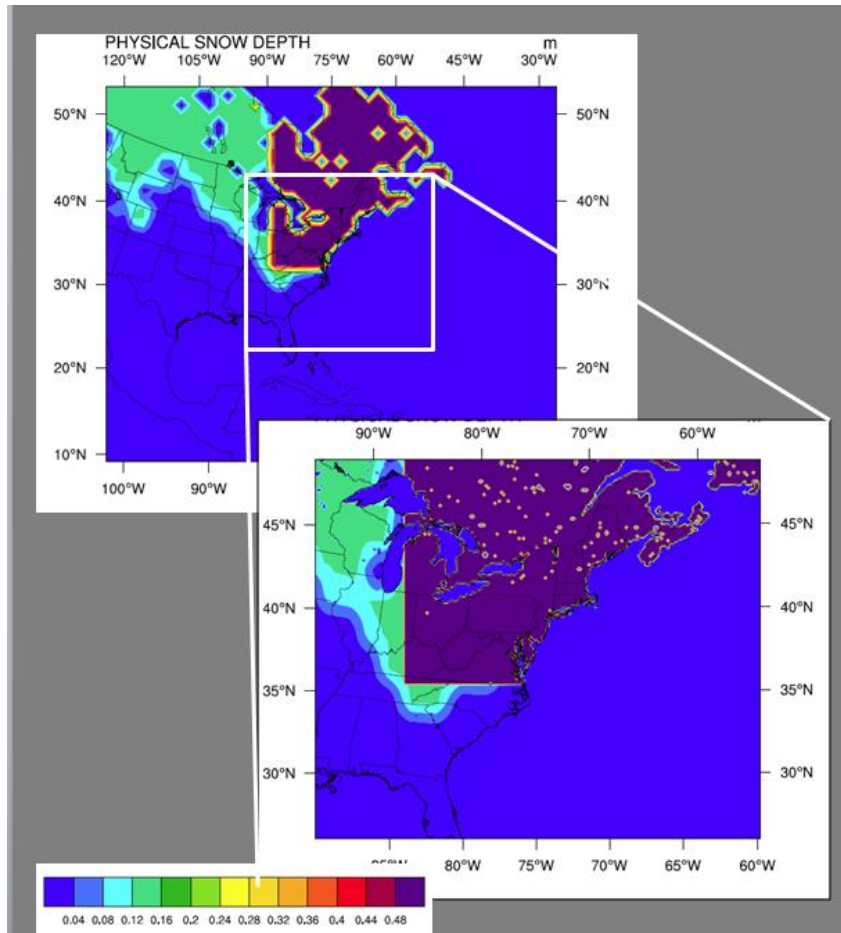 PHYSICAL SNOW DEPTH m
120°W 105°W 90°W 75°W 60°W 45°W 30°W
50°N 50°N
40°N 40°N
30°N
20°N 20°N
10°N
100°W 90°W
90°W 80°W 70°W 60°W
45°N 45°N
40°N 40°N
35°N 35°N
30°N 30°N
80°W 75°W 70°W 65°W 60°W
0.04 0.08 0.12 0.16 0.2 0.24 0.28 0.32 0.36 0.4 0.44 0.48